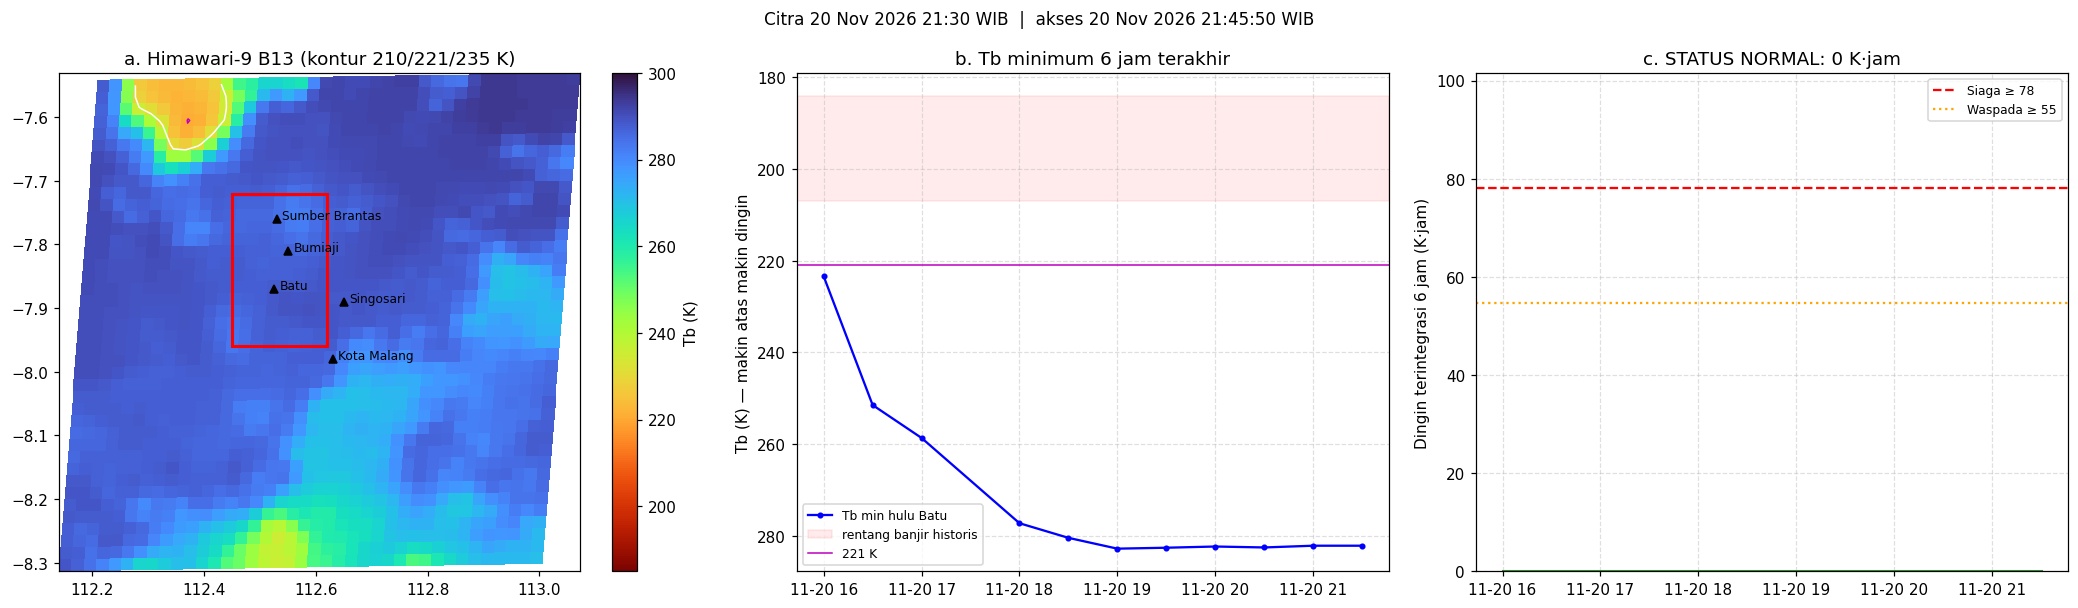 Citra 20 Nov 2026 21:30 WIB  |  akses 20 Nov 2026 21:45:50 WIB
a. Himawari-9 B13 (kontur 210/221/235 K)
−7.6
−7.7
−7.8
−7.9
−8.0
−8.1
−8.2
−8.3
112.2
112.4
112.6
112.8
113.0
Sumber Brantas
Bumiaji
Batu
Singosari
Kota Malang
300
280
260
240
220
200
Tb (K)
b. Tb minimum 6 jam terakhir
Tb (K) — makin atas makin dingin
180
200
220
240
260
280
Tb min hulu Batu
rentang banjir historis
221 K
11-20 16
11-20 17
11-20 18
11-20 19
11-20 20
11-20 21
c. STATUS NORMAL: 0 K·jam
Dingin terintegrasi 6 jam (K·jam)
100
80
60
40
20
0
Siaga ≥ 78
Waspada ≥ 55
11-20 16
11-20 17
11-20 18
11-20 19
11-20 20
11-20 21